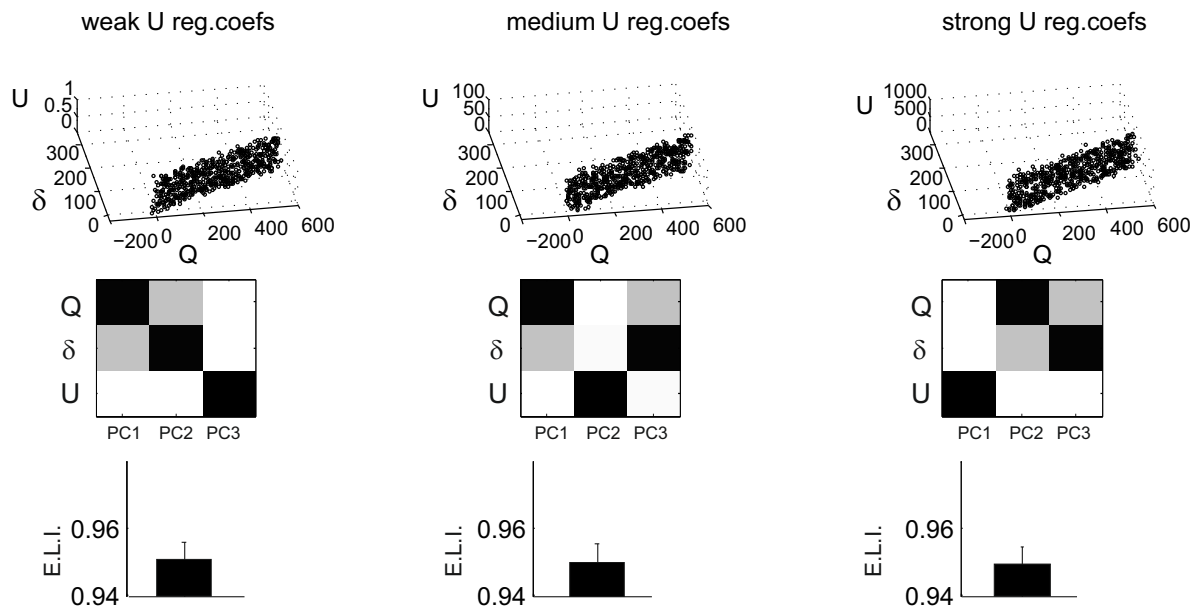 weak U reg.coefs
medium U reg.coefs
strong U reg.coefs
U
1
0.5
0
300
200
100
0
δ
−200
0
200
400
600
Q
U
100
50
0
300
200
100
0
δ
−200
0
200
400
600
Q
U
1000
500
0
300
200
100
0
δ
−200
0
200
400
600
Q
Q
δ
U
PC1 PC2 PC3
Q
δ
U
PC1 PC2 PC3
Q
δ
U
PC1 PC2 PC3
E.L.I.
0.96
0.94
E.L.I.
0.96
0.94
E.L.I.
0.96
0.94